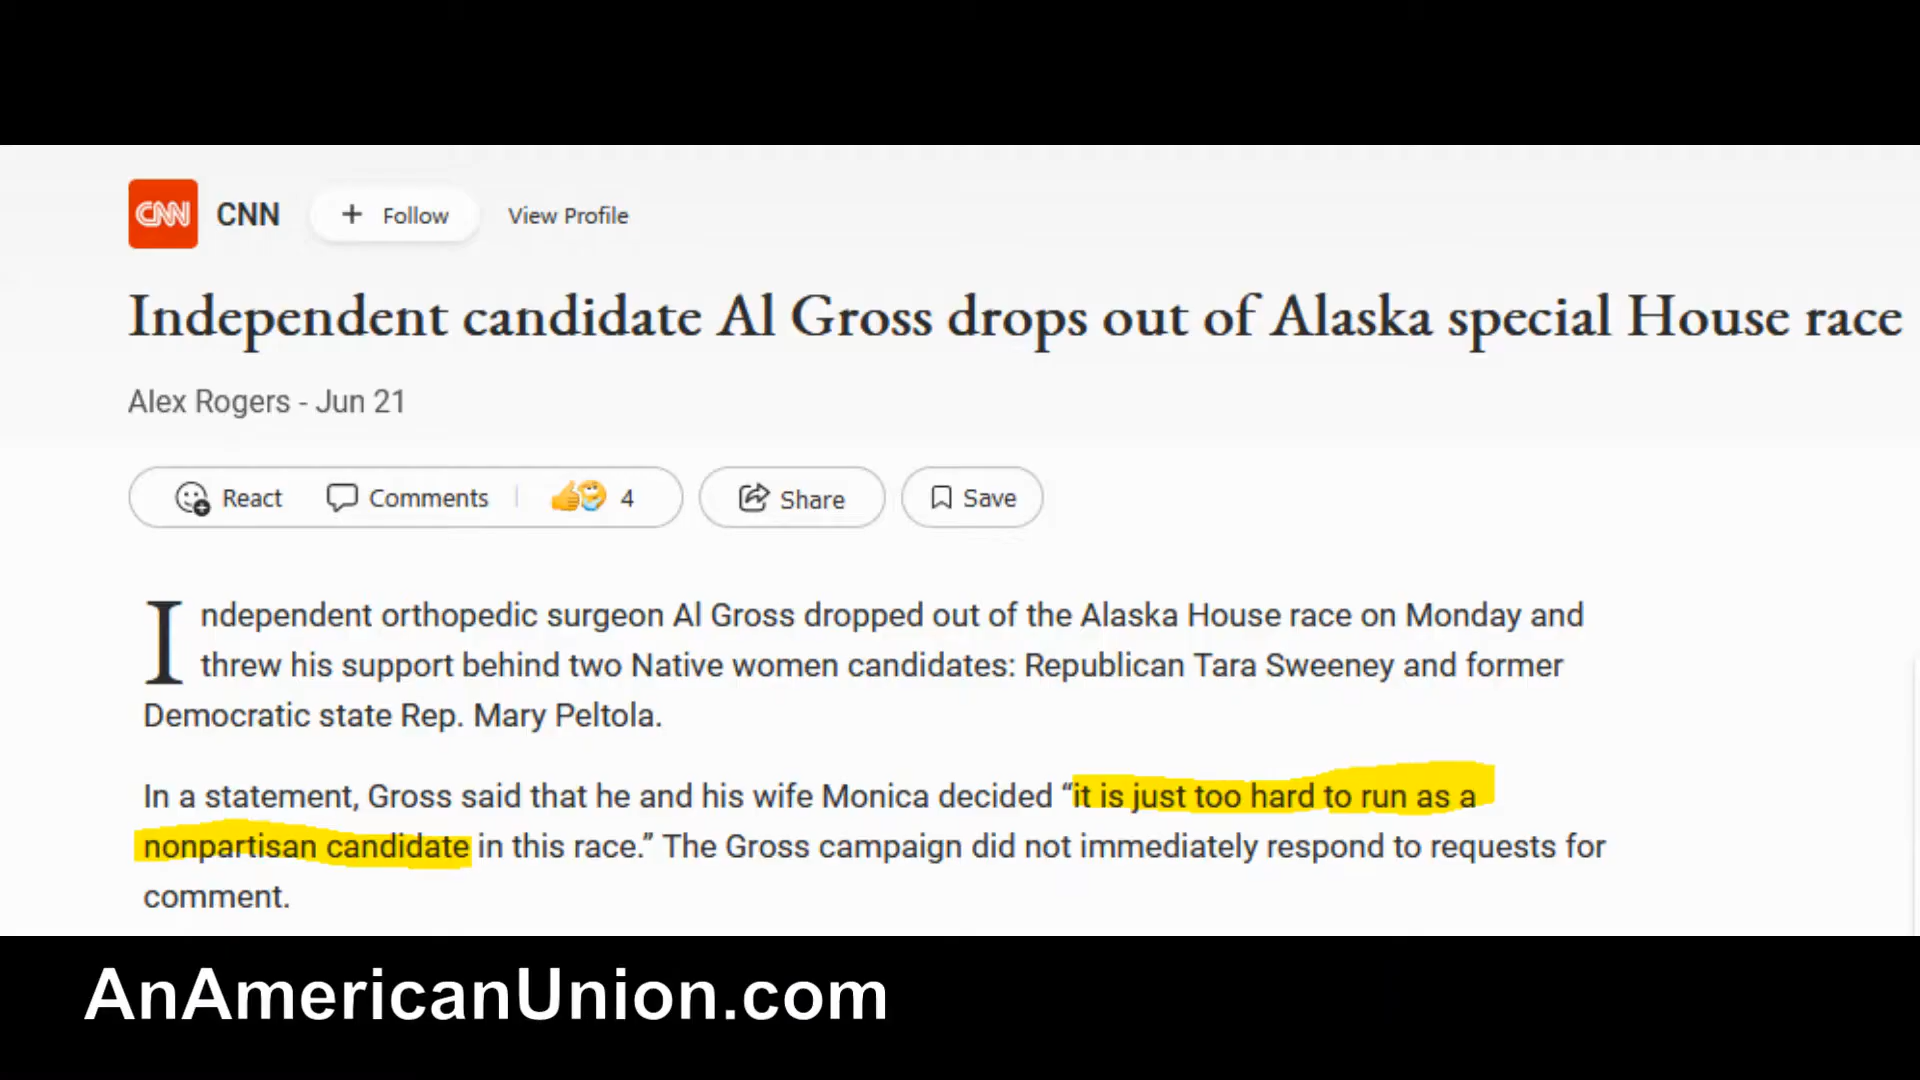 CNN CNN + Follow View Profile
Independent candidate Al Gross drops out of Alaska special House race
Alex Rogers - Jun 21
React Comments 4 Share Save
Independent orthopedic surgeon Al Gross dropped out of the Alaska House race on Monday and
threw his support behind two Native women candidates: Republican Tara Sweeney and former
Democratic state Rep. Mary Peltola.
In a statement, Gross said that he and his wife Monica decided “it is just too hard to run as a
nonpartisan candidate in this race.” The Gross campaign did not immediately respond to requests for
comment.
AnAmericanUnion.com